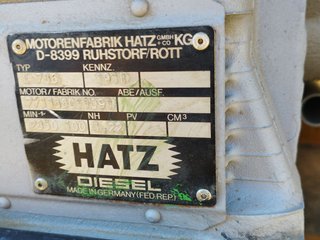 MOTORENFABRIK HATZ GMBH + CO KG
D-8399 RUHSTORF/ROTT
TYP KENNZ.
MOTOR/FABRIK NO. ABE/AUSF.
MIN⁻¹ NH PV CM³
HATZ
DIESEL
MADE IN GERMANY (FED REP.)